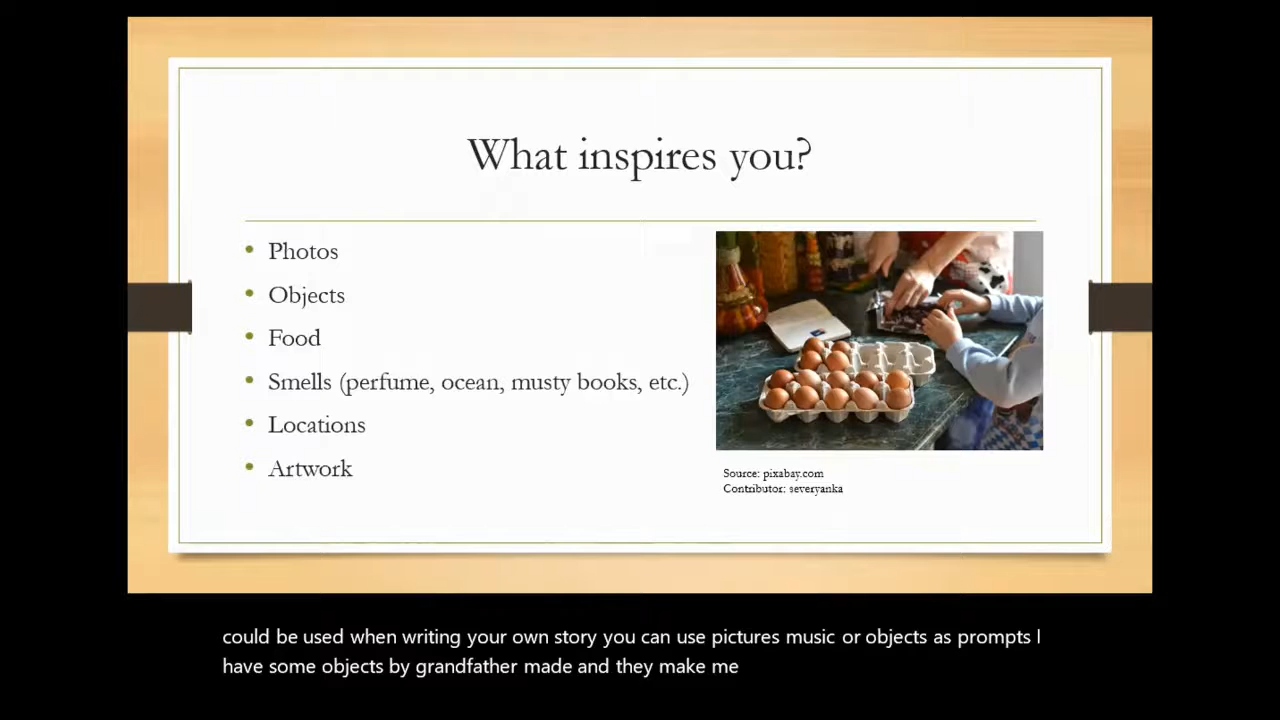 What inspires you?
Photos
Objects
Food
Smells (perfume, ocean, musty books, etc.)
Locations
Artwork
Source: pixabay.com
Contributor: severyanka
could be used when writing your own story you can use pictures music or objects as prompts I
have some objects by grandfather made and they make me